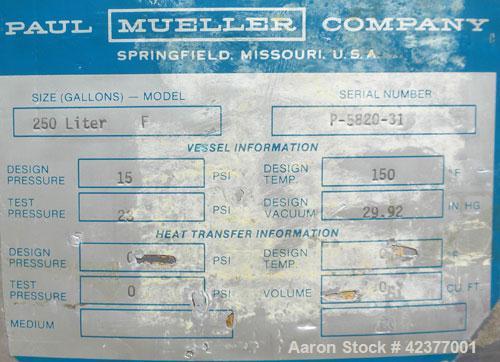 PAUL MUELLER COMPANY
SPRINGFIELD, MISSOURI, U.S.A.
SIZE (GALLONS) — MODEL SERIAL NUMBER
250 Liter F P-5820-31
VESSEL INFORMATION
DESIGN PRESSURE 15 PSI DESIGN TEMP. 150 °F
TEST PRESSURE PSI DESIGN VACUUM 29.92 IN HG
HEAT TRANSFER INFORMATION
DESIGN PRESSURE PSI DESIGN TEMP.
TEST PRESSURE 0 PSI VOLUME CU FT.
MEDIUM
Aaron Stock # 42377001